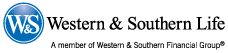 W&S Western & Southern Life
A member of Western & Southern Financial Group®